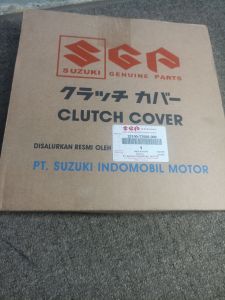 SGP
SUZUKI GENUINE PARTS
クラッチ カバー
CLUTCH COVER
DISALURKAN RESMI OLEH
PT. SUZUKI INDOMOBIL MOTOR